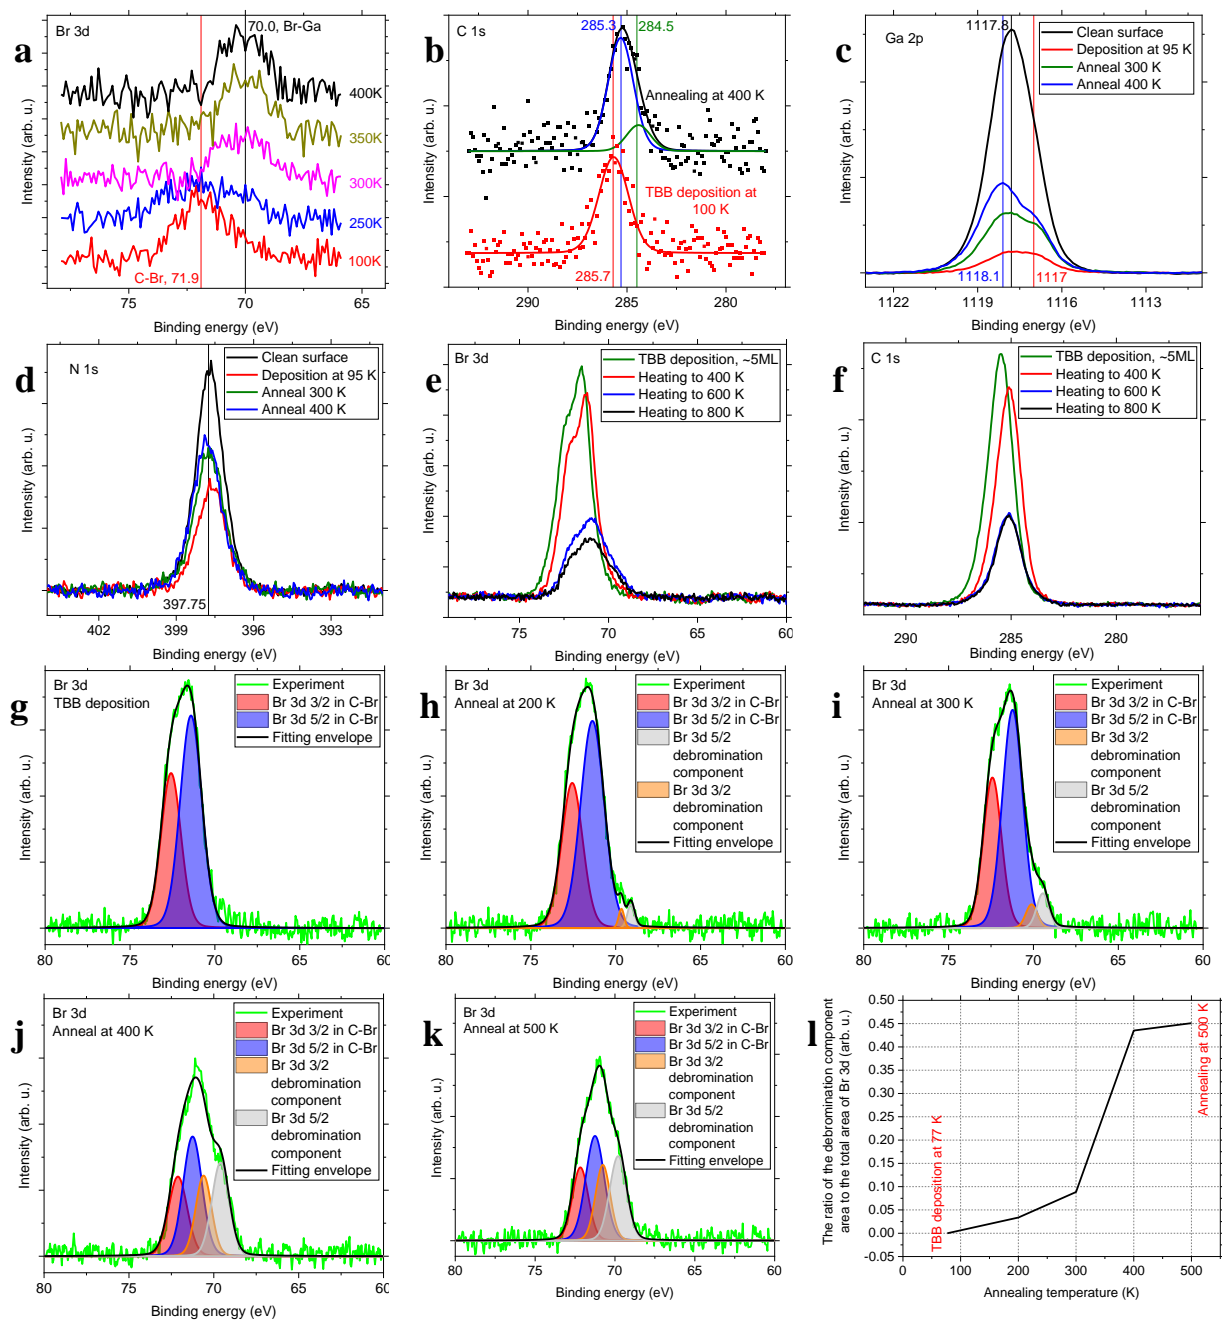 a
Br 3d
70.0, Br-Ga
400K
350K
300K
250K
100K
C-Br, 71.9
Intensity (arb. u.)
75
70
65
Binding energy (eV)
b
C 1s
285.3
284.5
Annealing at 400 K
TBB deposition at
100 K
285.7
Intensity (arb. u.)
290
285
280
Binding energy (eV)
c
Ga 2p
1117.8
Clean surface
Deposition at 95 K
Anneal 300 K
Anneal 400 K
1118.1
1117
Intensity (arb. u.)
1122
1119
1116
1113
Binding energy (eV)
d
N 1s
Clean surface
Deposition at 95 K
Anneal 300 K
Anneal 400 K
397.75
Intensity (arb. u.)
402
399
396
393
Binding energy (eV)
e
Br 3d
TBB deposition, ~5ML
Heating to 400 K
Heating to 600 K
Heating to 800 K
Intensity (arb. u.)
75
70
65
60
Binding energy (eV)
f
C 1s
TBB deposition, ~5ML
Heating to 400 K
Heating to 600 K
Heating to 800 K
Intensity (arb. u.)
290
285
280
Binding energy (eV)
g
Br 3d
TBB deposition
Experiment
Br 3d 3/2 in C-Br
Br 3d 5/2 in C-Br
Fitting envelope
Intensity (arb. u.)
80
75
70
65
60
Binding energy (eV)
h
Br 3d
Anneal at 200 K
Experiment
Br 3d 3/2 in C-Br
Br 3d 5/2 in C-Br
Br 3d 5/2
debromination
component
Br 3d 3/2
debromination
component
Fitting envelope
Intensity (arb. u.)
80
75
70
65
60
Binding energy (eV)
i
Br 3d
Anneal at 300 K
Experiment
Br 3d 3/2 in C-Br
Br 3d 5/2 in C-Br
Br 3d 3/2
debromination
component
Br 3d 5/2
debromination
component
Fitting envelope
Intensity (arb. u.)
80
75
70
65
60
Binding energy (eV)
j
Br 3d
Anneal at 400 K
Experiment
Br 3d 3/2 in C-Br
Br 3d 5/2 in C-Br
Br 3d 3/2
debromination
component
Br 3d 5/2
debromination
component
Fitting envelope
Intensity (arb. u.)
80
75
70
65
60
Binding energy (eV)
k
Br 3d
Anneal at 500 K
Experiment
Br 3d 3/2 in C-Br
Br 3d 5/2 in C-Br
Br 3d 3/2
debromination
component
Br 3d 5/2
debromination
component
Fitting envelope
Intensity (arb. u.)
80
75
70
65
60
Binding energy (eV)
l
The ratio of the debromination component
area to the total area of Br 3d (arb. u.)
0.50
0.45
0.40
0.35
0.30
0.25
0.20
0.15
0.10
0.05
0.00
-0.05
TBB deposition at 77 K
Annealing at 500 K
0
100
200
300
400
500
Annealing temperature (K)